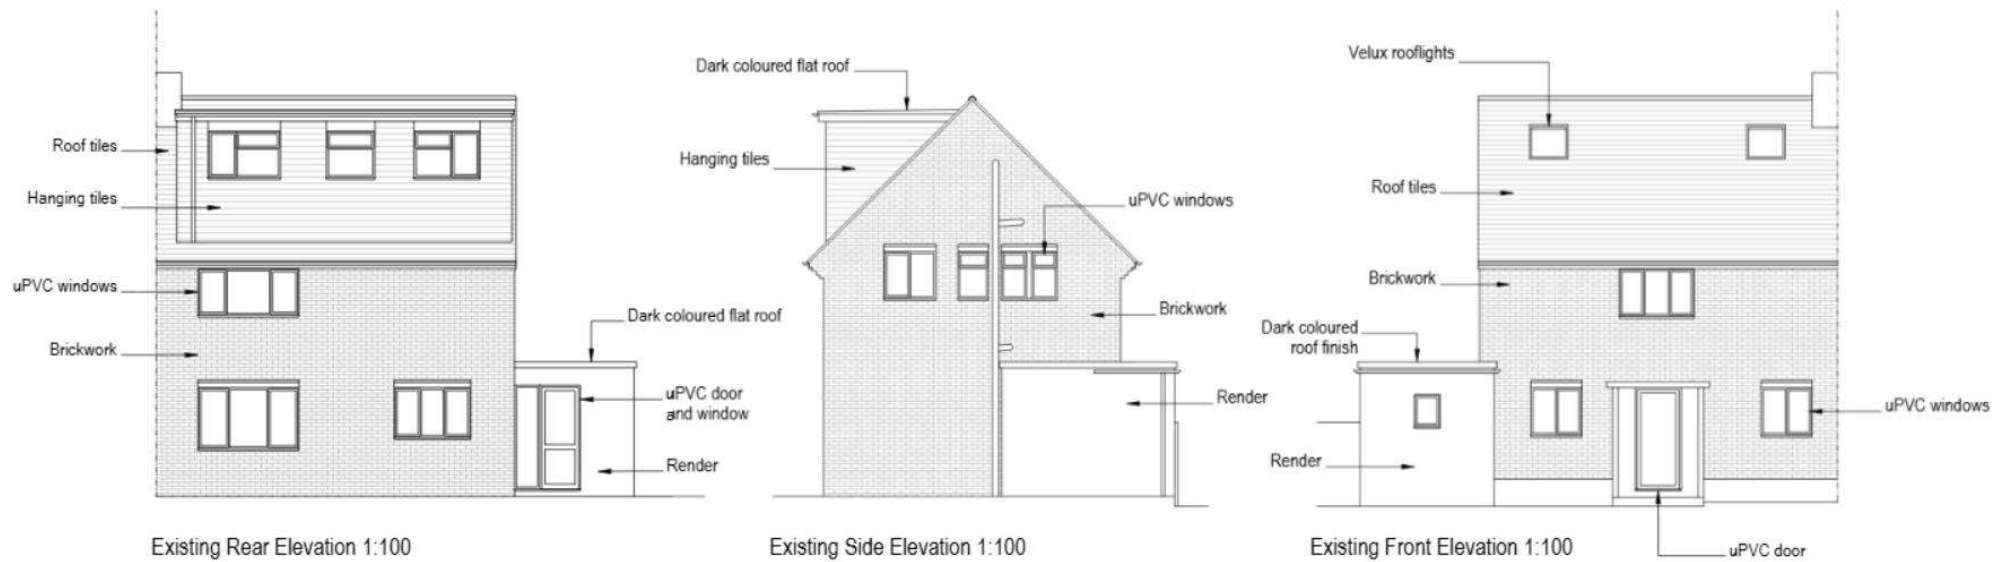 Roof tiles
Hanging tiles
uPVC windows
Brickwork
Dark coloured flat roof
uPVC door
and window
Render
Existing Rear Elevation 1:100
Dark coloured flat roof
Hanging tiles
uPVC windows
Brickwork
Render
Existing Side Elevation 1:100
Velux rooflights
Roof tiles
Brickwork
Dark coloured
roof finish
uPVC windows
Render
uPVC door
Existing Front Elevation 1:100